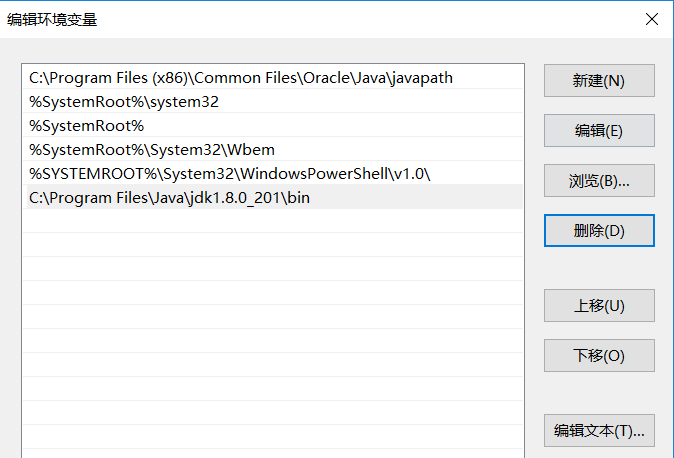 编辑环境变量
C:\Program Files (x86)\Common Files\Oracle\Java\javapath
%SystemRoot%\system32
%SystemRoot%
%SystemRoot%\System32\Wbem
%SYSTEMROOT%\System32\WindowsPowerShell\v1.0\
C:\Program Files\Java\jdk1.8.0_201\bin
新建(N)
编辑(E)
浏览(B)...
删除(D)
上移(U)
下移(O)
编辑文本(T)...